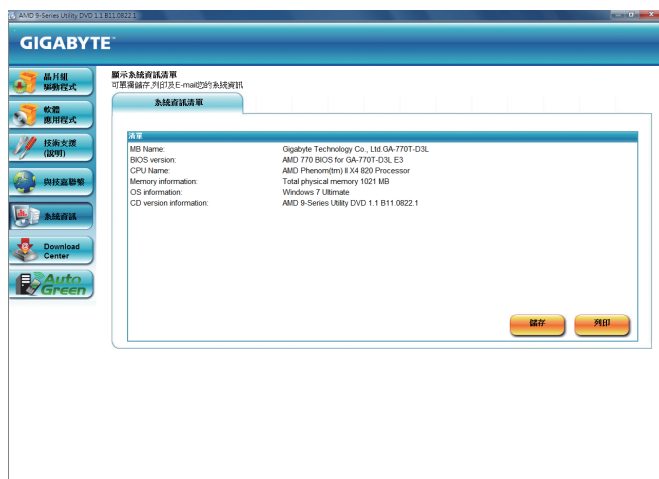 AMD 9-Series Utility DVD 1.1 B11.0822.1
GIGABYTE™
晶片組
驅動程式
軟體
應用程式
技術支援
(說明)
與技嘉聯繫
系統資訊
Download
Center
Auto
Green
顯示系統資訊清單
可單獨儲存,列印及E-mail您的系統資訊
系統資訊清單
清單
MB Name: Gigabyte Technology Co., Ltd.GA-770T-D3L
BIOS version: AMD 770 BIOS for GA-770T-D3L E3
CPU Name: AMD Phenom(tm) II X4 820 Processor
Memory information: Total physical memory 1021 MB
OS information: Windows 7 Ultimate
CD version information: AMD 9-Series Utility DVD 1.1 B11.0822.1
儲存 列印